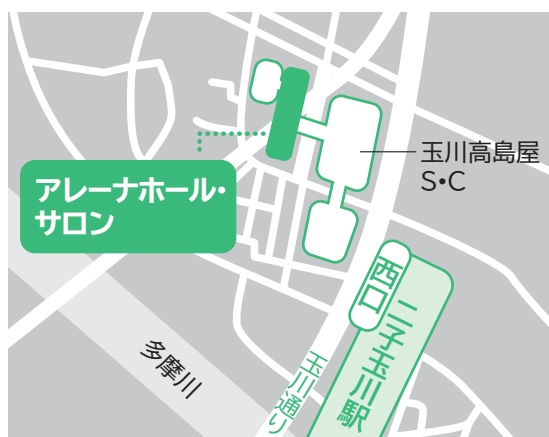 玉川高島屋
S・C
アレーナホール・
サロン
西口
二子玉川駅
玉川通り
多摩川